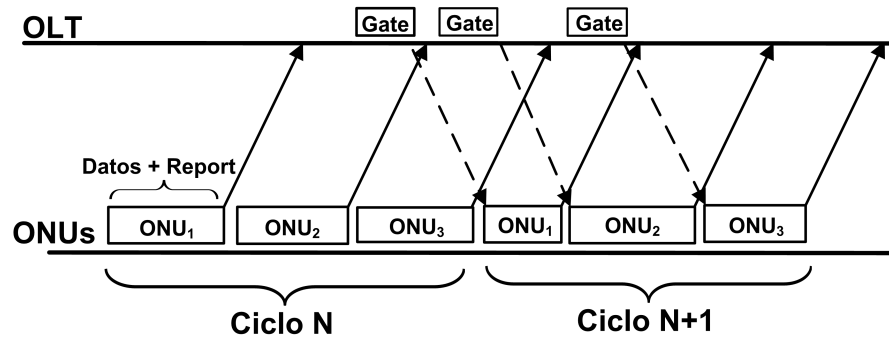 Gate Gate Gate
OLT
Datos + Report
ONUs ONU₁ ONU₂ ONU₃ ONU₁ ONU₂ ONU₃
Ciclo N Ciclo N+1